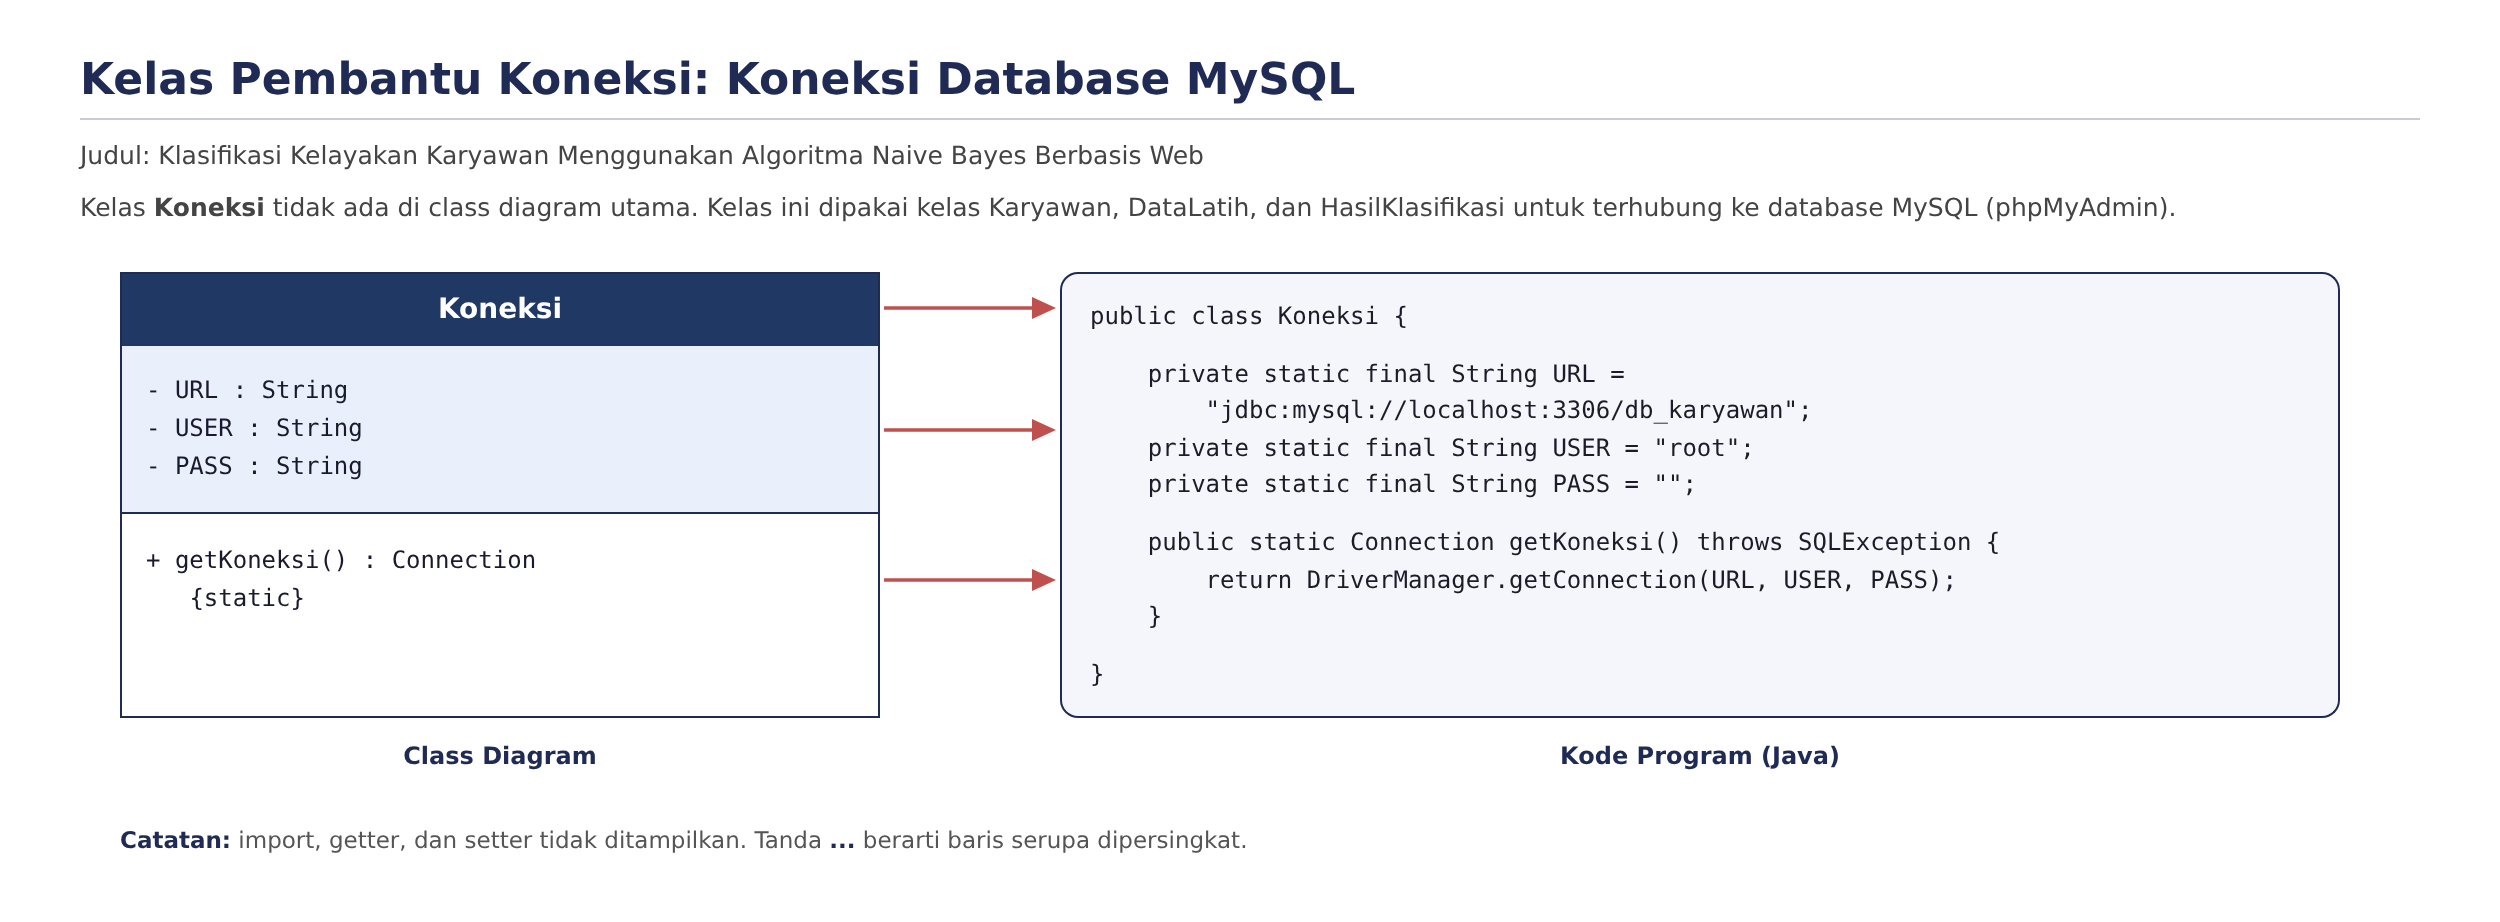 Kelas Pembantu Koneksi: Koneksi Database MySQL
Judul: Klasifikasi Kelayakan Karyawan Menggunakan Algoritma Naive Bayes Berbasis Web
Kelas Koneksi tidak ada di class diagram utama. Kelas ini dipakai kelas Karyawan, DataLatih, dan HasilKlasifikasi untuk terhubung ke database MySQL (phpMyAdmin).
Koneksi
- URL : String
- USER : String
- PASS : String
+ getKoneksi() : Connection
{static}
Class Diagram
public class Koneksi {
private static final String URL =
"jdbc:mysql://localhost:3306/db_karyawan";
private static final String USER = "root";
private static final String PASS = "";
public static Connection getKoneksi() throws SQLException {
return DriverManager.getConnection(URL, USER, PASS);
}
}
Kode Program (Java)
Catatan: import, getter, dan setter tidak ditampilkan. Tanda ... berarti baris serupa dipersingkat.